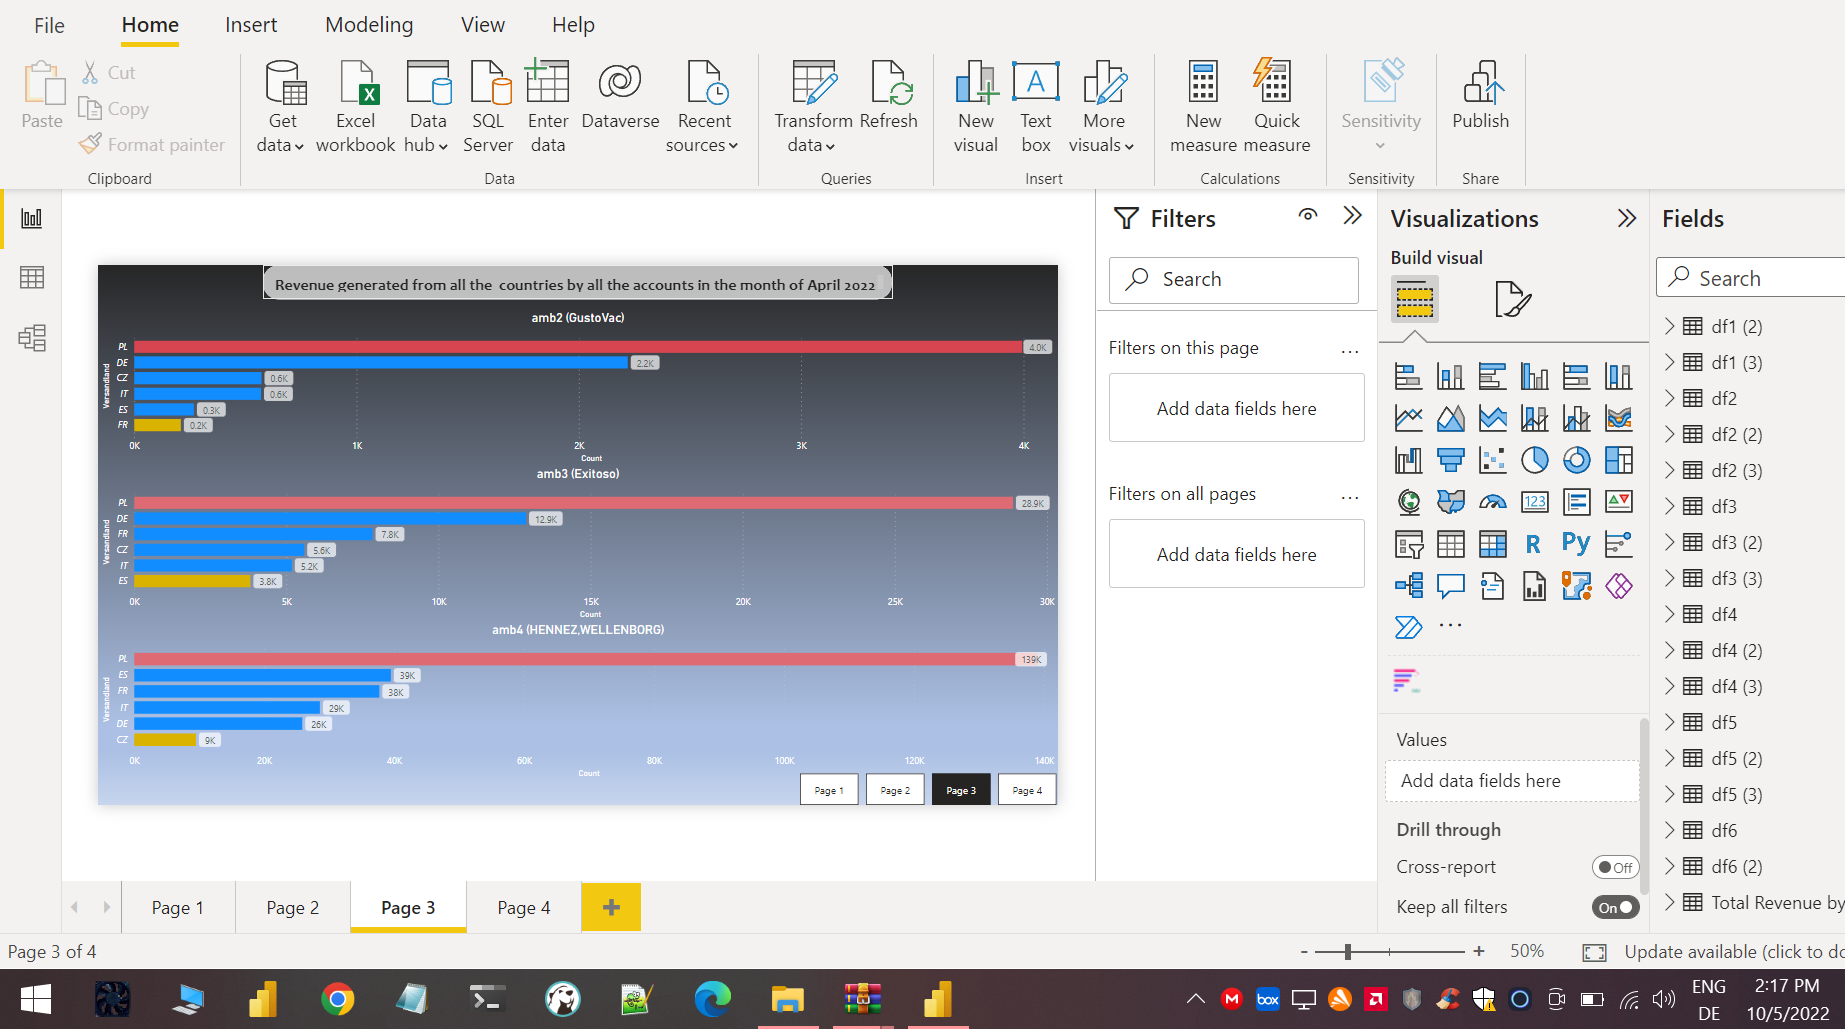 File Home Insert Modeling View Help
Paste
Cut
Copy
Format painter
Clipboard
Get data
Excel workbook
Data hub
SQL Server
Enter data
Dataverse
Recent sources
Data
Transform data
Refresh
Queries
New visual
Text box
More visuals
Insert
New measure
Quick measure
Calculations
Sensitivity
Sensitivity
Publish
Share
Revenue generated from all the countries by all the accounts in the month of April 2022
amb2 (GustoVac)
Versandland
PL 4.0K
DE 2.2K
CZ 0.6K
IT 0.6K
ES 0.3K
FR 0.2K
0K 1K 2K 3K 4K
Count
amb3 (Exitoso)
Versandland
PL 28.9K
DE 12.9K
FR 7.8K
CZ 5.6K
IT 5.2K
ES 3.8K
0K 5K 10K 15K 20K 25K 30K
Count
amb4 (HENNEZ,WELLENBORG)
Versandland
PL 139K
ES 39K
FR 38K
IT 29K
DE 26K
CZ 9K
0K 20K 40K 60K 80K 100K 120K 140K
Count
Page 1 Page 2 Page 3 Page 4
Filters
Search
Filters on this page ...
Add data fields here
Filters on all pages ...
Add data fields here
Visualizations
Build visual
123
R Py
...
Values
Add data fields here
Drill through
Cross-report Off
Keep all filters On
Fields
Search
df1 (2)
df1 (3)
df2
df2 (2)
df2 (3)
df3
df3 (2)
df3 (3)
df4
df4 (2)
df4 (3)
df5
df5 (2)
df5 (3)
df6
df6 (2)
Total Revenue by
Page 1 Page 2 Page 3 Page 4 +
Page 3 of 4
- + 50%
Update available (click to do
box
ENG
DE
2:17 PM
10/5/2022